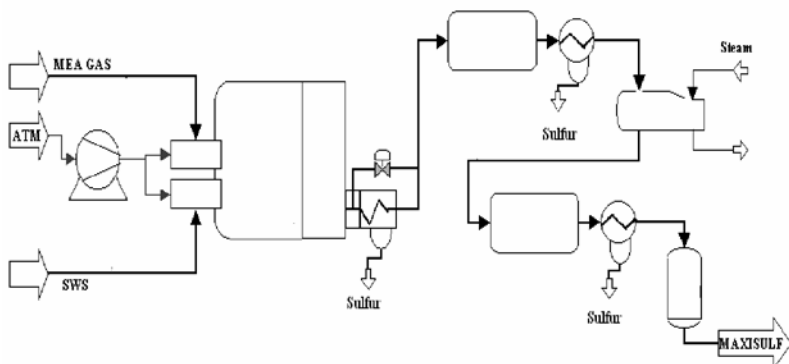 MEA GAS
Steam
ATM
Sulfur
SWS
Sulfur
Sulfur
MAXISULF